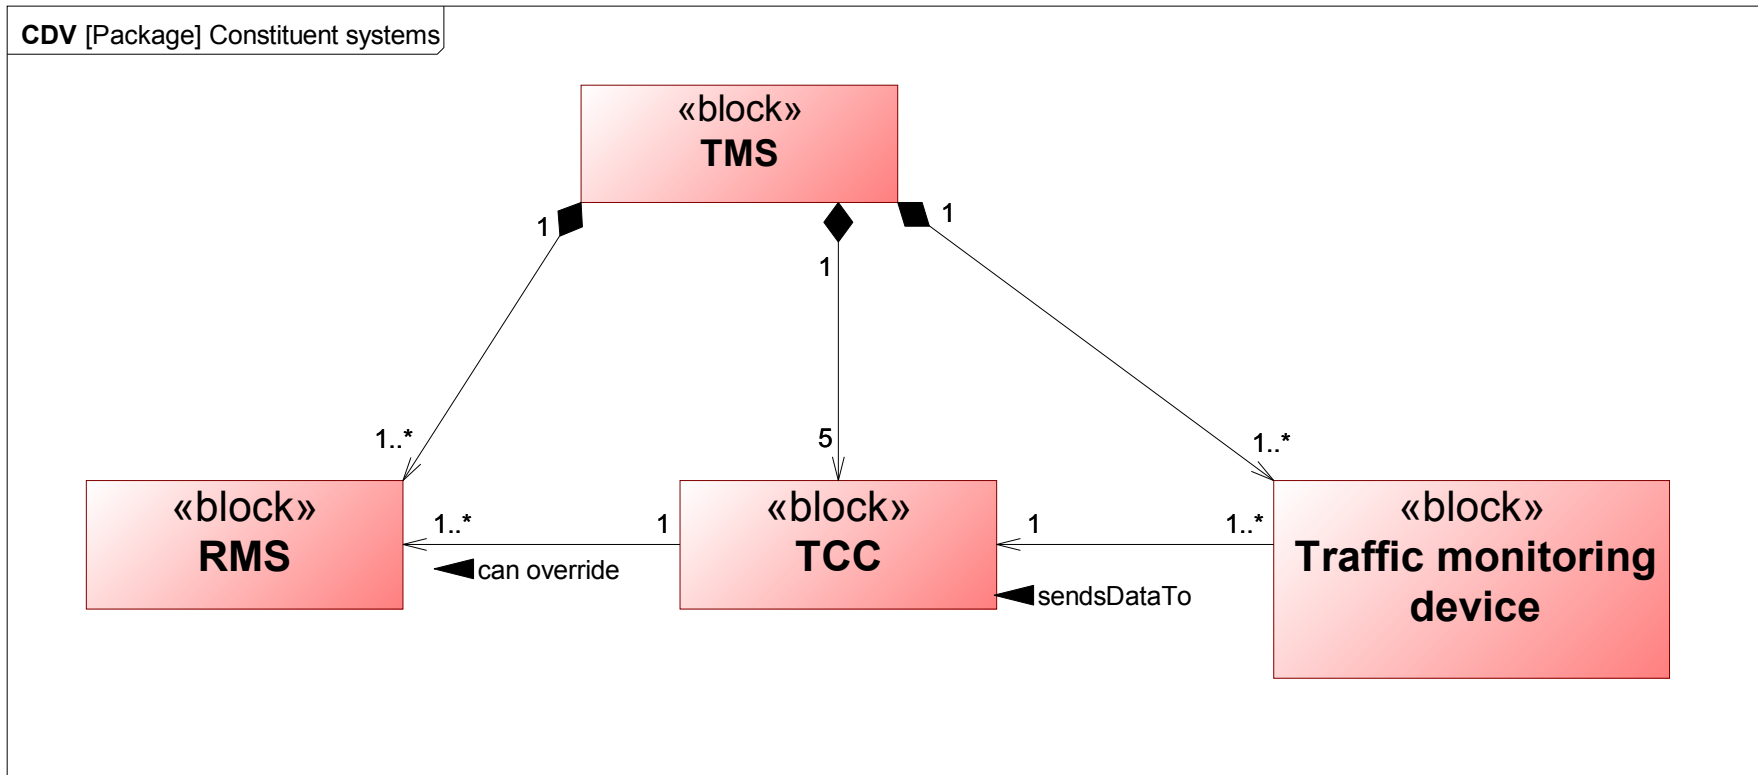 CDV [Package] Constituent systems
«block»
TMS
1
1
1
1..*
5
1..*
«block»
RMS
1..*
1
can override
«block»
TCC
1
1..*
sendsDataTo
«block»
Traffic monitoring
device